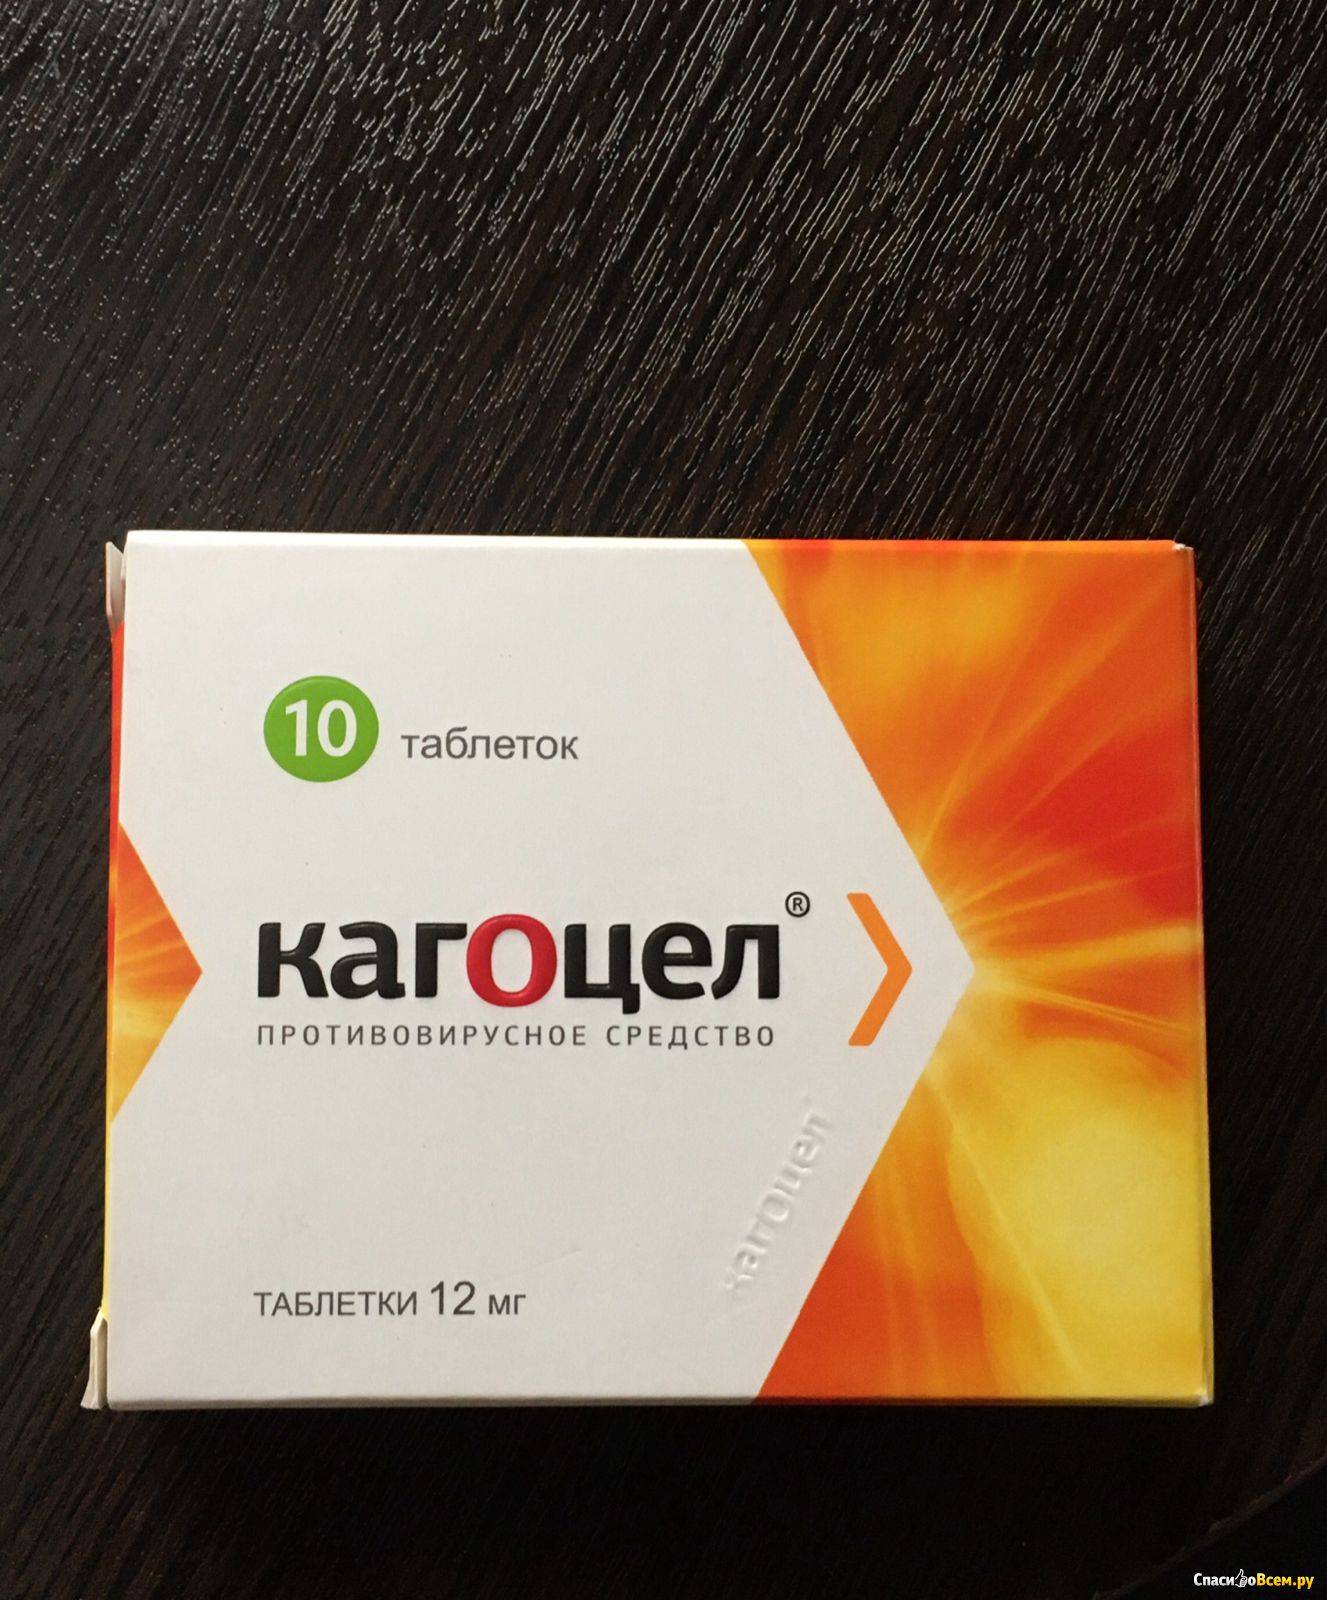 10 таблеток
кагоцел®
ПРОТИВОВИРУСНОЕ СРЕДСТВО
кагоцел
ТАБЛЕТКИ 12 мг
СпасибоВсем.ру